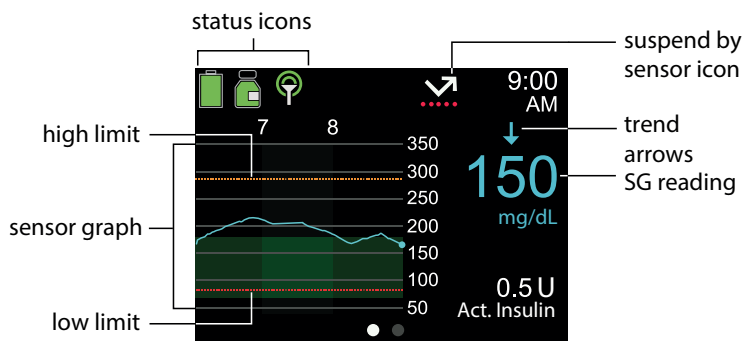 status icons
suspend by
sensor icon
9:00
AM
7 8
high limit
350
300
250
200
150
100
50
trend
arrows
SG reading
150
mg/dL
sensor graph
0.5 U
Act. Insulin
low limit